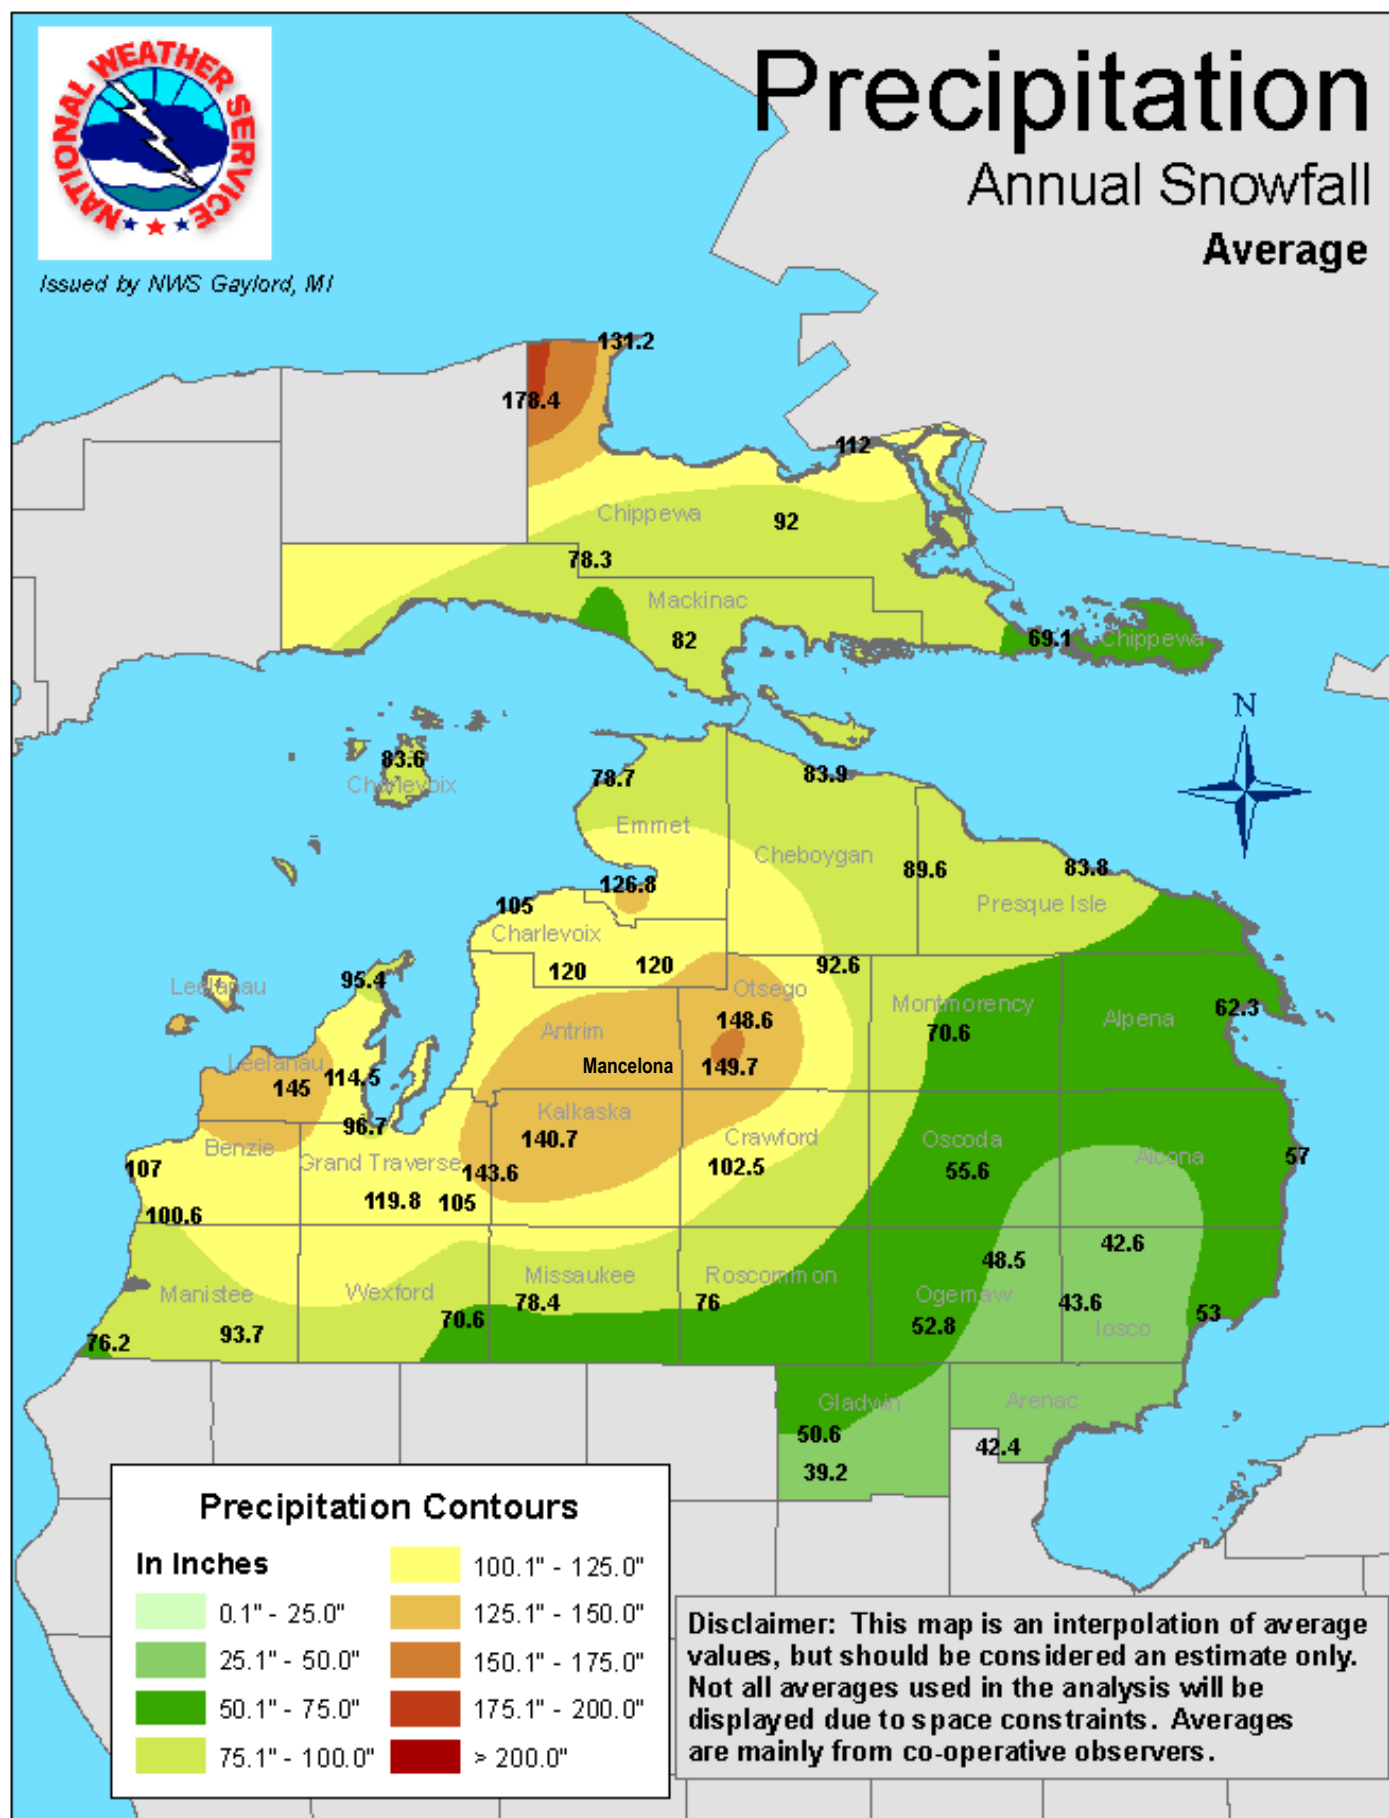 NATIONAL WEATHER SERVICE
Issued by NWS Gaylord, MI
Precipitation
Annual Snowfall
Average
131.2
178.4
112
Chippewa
92
78.3
Mackinac
82
69.1
Chippewa
N
83.6
Charlevoix
78.7
83.9
Emmet
Cheboygan
89.6
83.8
126.8
Presque Isle
105
Charlevoix
120
120
92.6
95.4
Leelanau
Otsego
Montmorency
62.3
148.6
Antrim
70.6
Alpena
Leelanau
Mancelona
149.7
145
114.5
Kalkaska
96.7
140.7
Crawford
Oscoda
Benzie
Grand Traverse
102.5
55.6
Alcona
57
107
143.6
119.8
105
100.6
42.6
48.5
Manistee
Wexford
Missaukee
Roscommon
Ogemaw
78.4
76
43.6
53
70.6
52.8
Iosco
76.2
93.7
Gladwin
Arenac
50.6
42.4
39.2
Precipitation Contours
In Inches
0.1" - 25.0"
25.1" - 50.0"
50.1" - 75.0"
75.1" - 100.0"
100.1" - 125.0"
125.1" - 150.0"
150.1" - 175.0"
175.1" - 200.0"
> 200.0"
Disclaimer: This map is an interpolation of average
values, but should be considered an estimate only.
Not all averages used in the analysis will be
displayed due to space constraints. Averages
are mainly from co-operative observers.